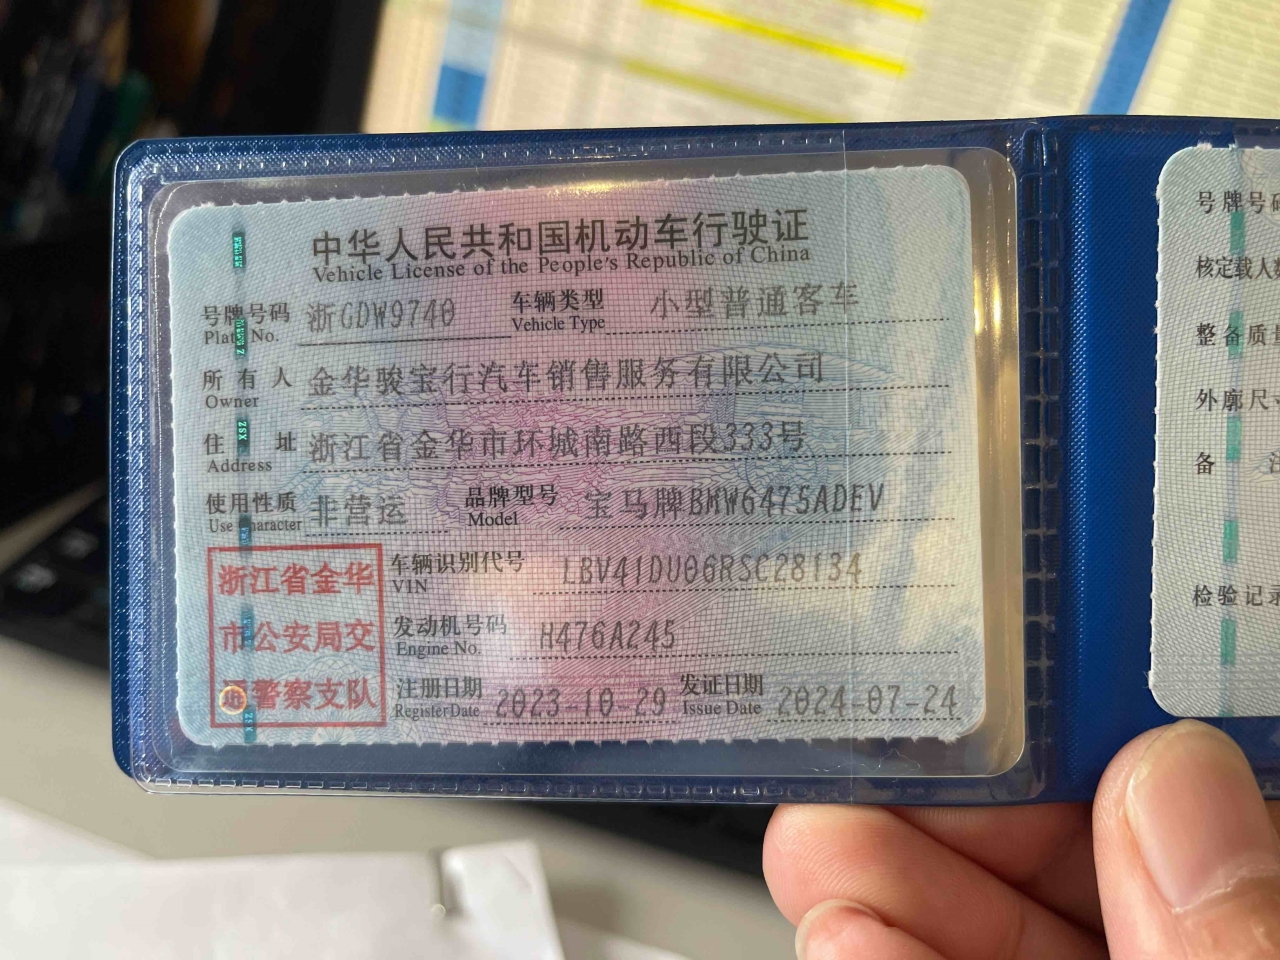 中华人民共和国机动车行驶证
Vehicle License of the People's Republic of China
号牌号码 浙GDW9740 车辆类型 小型普通客车
Plate No. Vehicle Type
所有人 金华骏宝行汽车销售服务有限公司
Owner
住址 浙江省金华市环城南路西段333号
Address
使用性质 非营运 品牌型号 宝马牌BMW6475ADEV
Use Character Model
车辆识别代号 LBV41DU06RSC28134
VIN
发动机号码 H476A245
Engine No.
注册日期 2023-10-29 发证日期 2024-07-24
Register Date Issue Date
浙江省金华
市公安局交
通警察支队
号牌号码
核定载人数
整备质量
外廓尺寸
备
检验记录